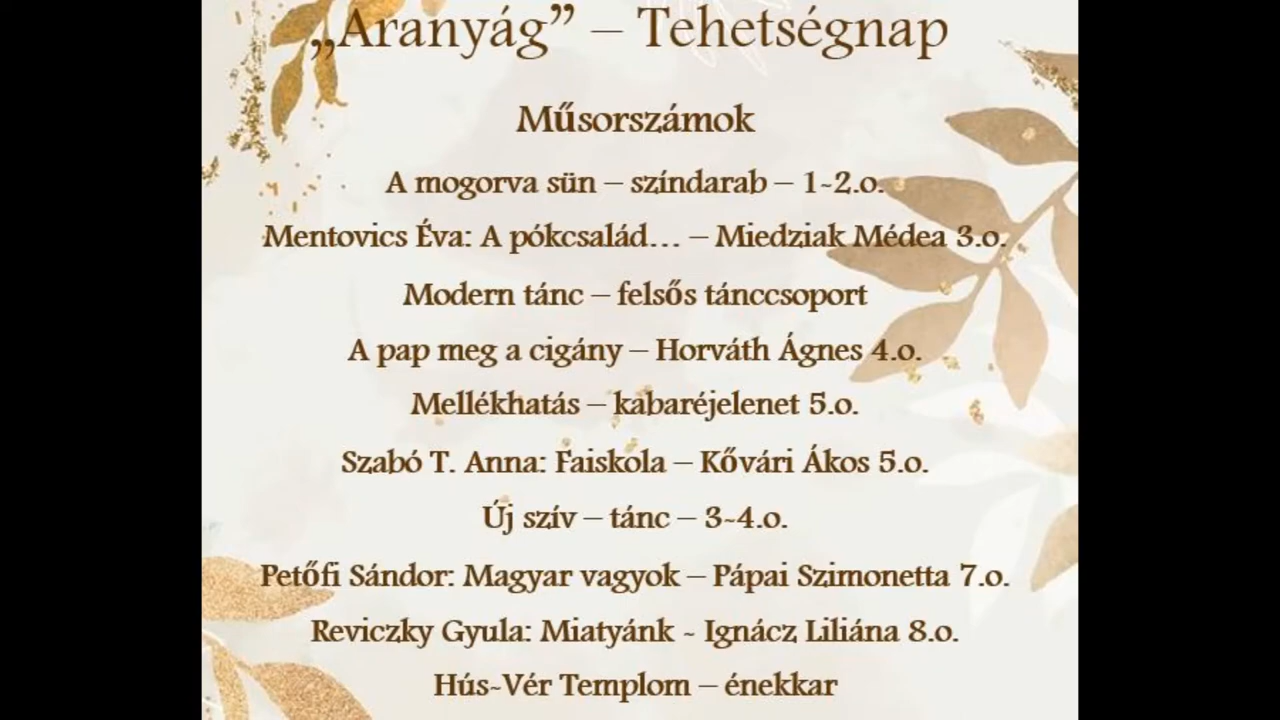 „Aranyág” – Tehetségnap
Műsorszámok
A mogorva sün – színdarab – 1-2.o.
Mentovics Éva: A pókcsalád... – Miedziak Médea 3.o.
Modern tánc – felsős tánccsoport
A pap meg a cigány – Horváth Ágnes 4.o.
Mellékhatás – kabaréjelenet 5.o.
Szabó T. Anna: Faiskola – Kővári Ákos 5.o.
Új szív – tánc – 3-4.o.
Petőfi Sándor: Magyar vagyok – Pápai Szimonetta 7.o.
Reviczky Gyula: Miatyánk - Ignácz Liliána 8.o.
Hús-Vér Templom – énekkar